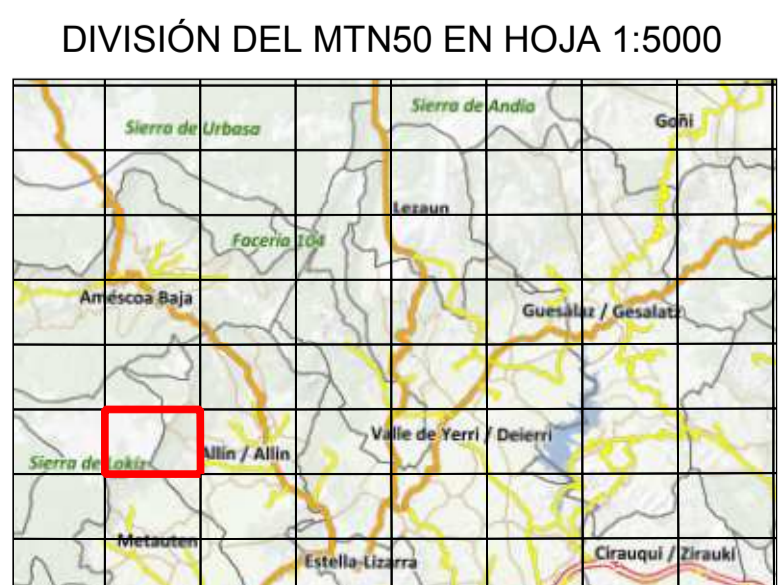 DIVISIÓN DEL MTN50 EN HOJA 1:5000
Sierra de Andia
Sierra de Urbasa
Goñi
Lezaun
Facería 104
Améscoa Baja
Guesálaz / Gesalatz
Valle de Yerri / Deierri
Allín / Allin
Sierra de Lokiz
Metauten
Estella-Lizarra
Cirauqui / Zirauki